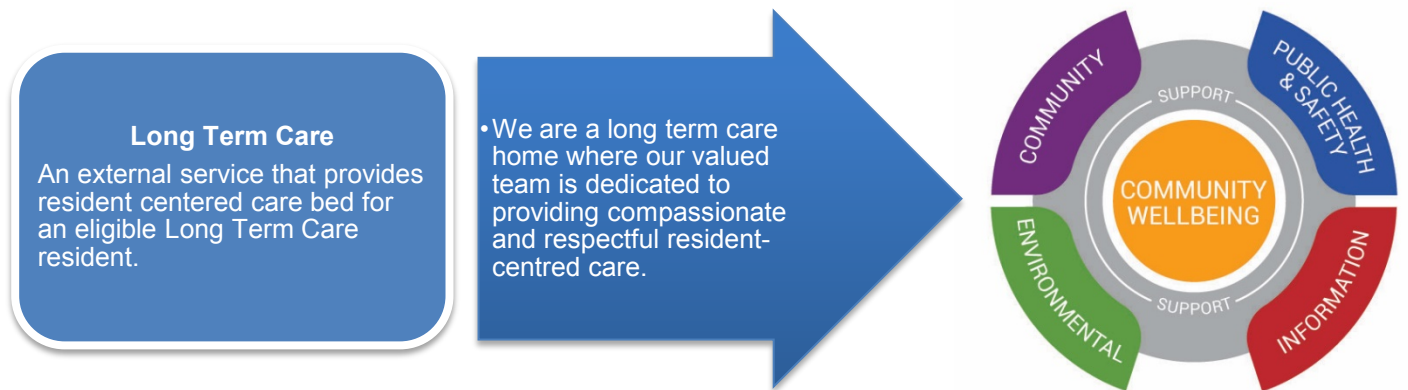 Long Term Care
An external service that provides
resident centered care bed for
an eligible Long Term Care
resident.
•We are a long term care
home where our valued
team is dedicated to
providing compassionate
and respectful resident-
centred care.
COMMUNITY
PUBLIC HEALTH
& SAFETY
SUPPORT
COMMUNITY
WELLBEING
SUPPORT
ENVIRONMENTAL
INFORMATION